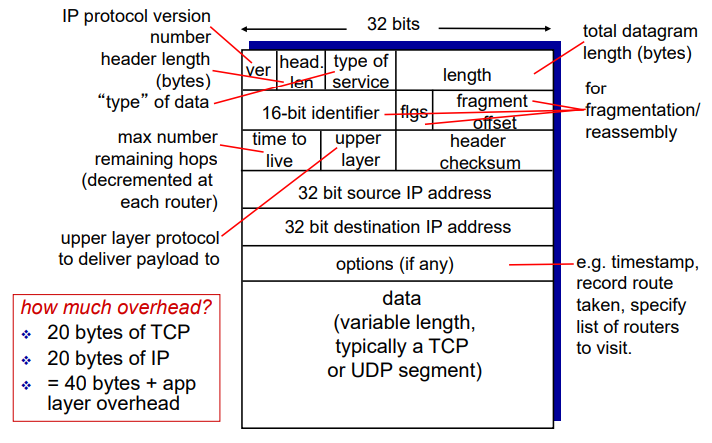 32 bits
IP protocol version
number
header length
(bytes)
“type” of data
max number
remaining hops
(decremented at
each router)
upper layer protocol
to deliver payload to
ver
head.
len
type of
service
length
16-bit identifier
flgs
fragment
offset
time to
live
upper
layer
header
checksum
32 bit source IP address
32 bit destination IP address
options (if any)
data
(variable length,
typically a TCP
or UDP segment)
total datagram
length (bytes)
for
fragmentation/
reassembly
e.g. timestamp,
record route
taken, specify
list of routers
to visit.
how much overhead?
❖ 20 bytes of TCP
❖ 20 bytes of IP
❖ = 40 bytes + app
layer overhead